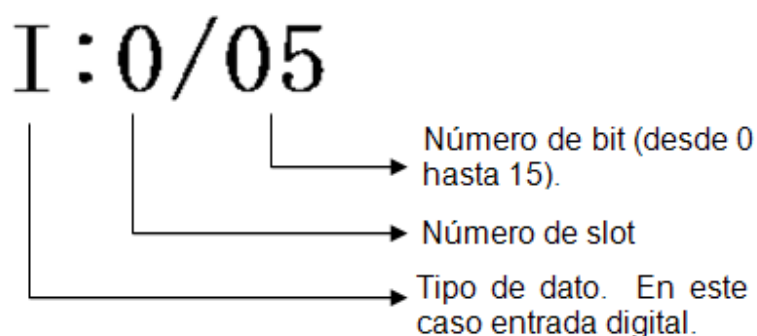 I:0/05
Número de bit (desde 0
hasta 15).
Número de slot
Tipo de dato. En este
caso entrada digital.